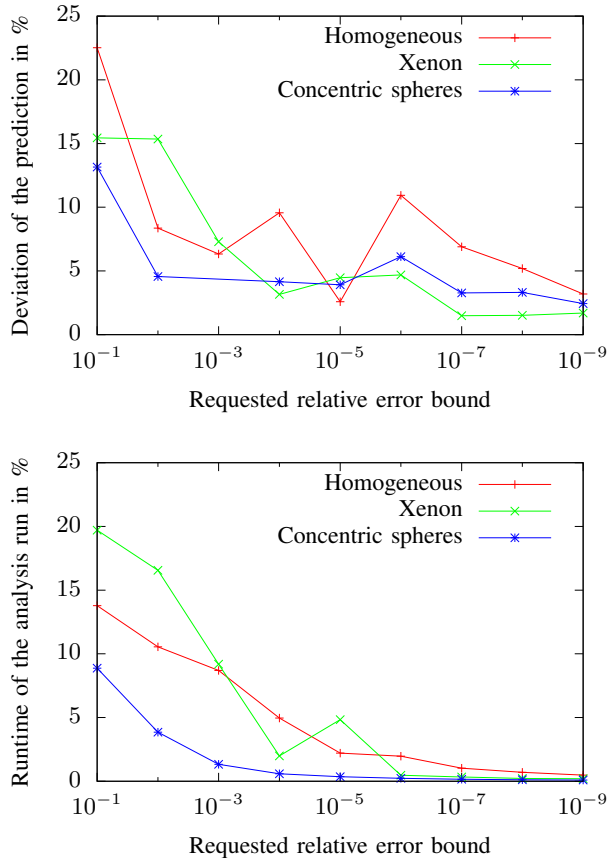 25
20
15
10
5
0
Deviation of the prediction in %
Homogeneous
Xenon
Concentric spheres
10⁻¹ 10⁻³ 10⁻⁵ 10⁻⁷ 10⁻⁹
Requested relative error bound
25
20
15
10
5
0
Runtime of the analysis run in %
Homogeneous
Xenon
Concentric spheres
10⁻¹ 10⁻³ 10⁻⁵ 10⁻⁷ 10⁻⁹
Requested relative error bound